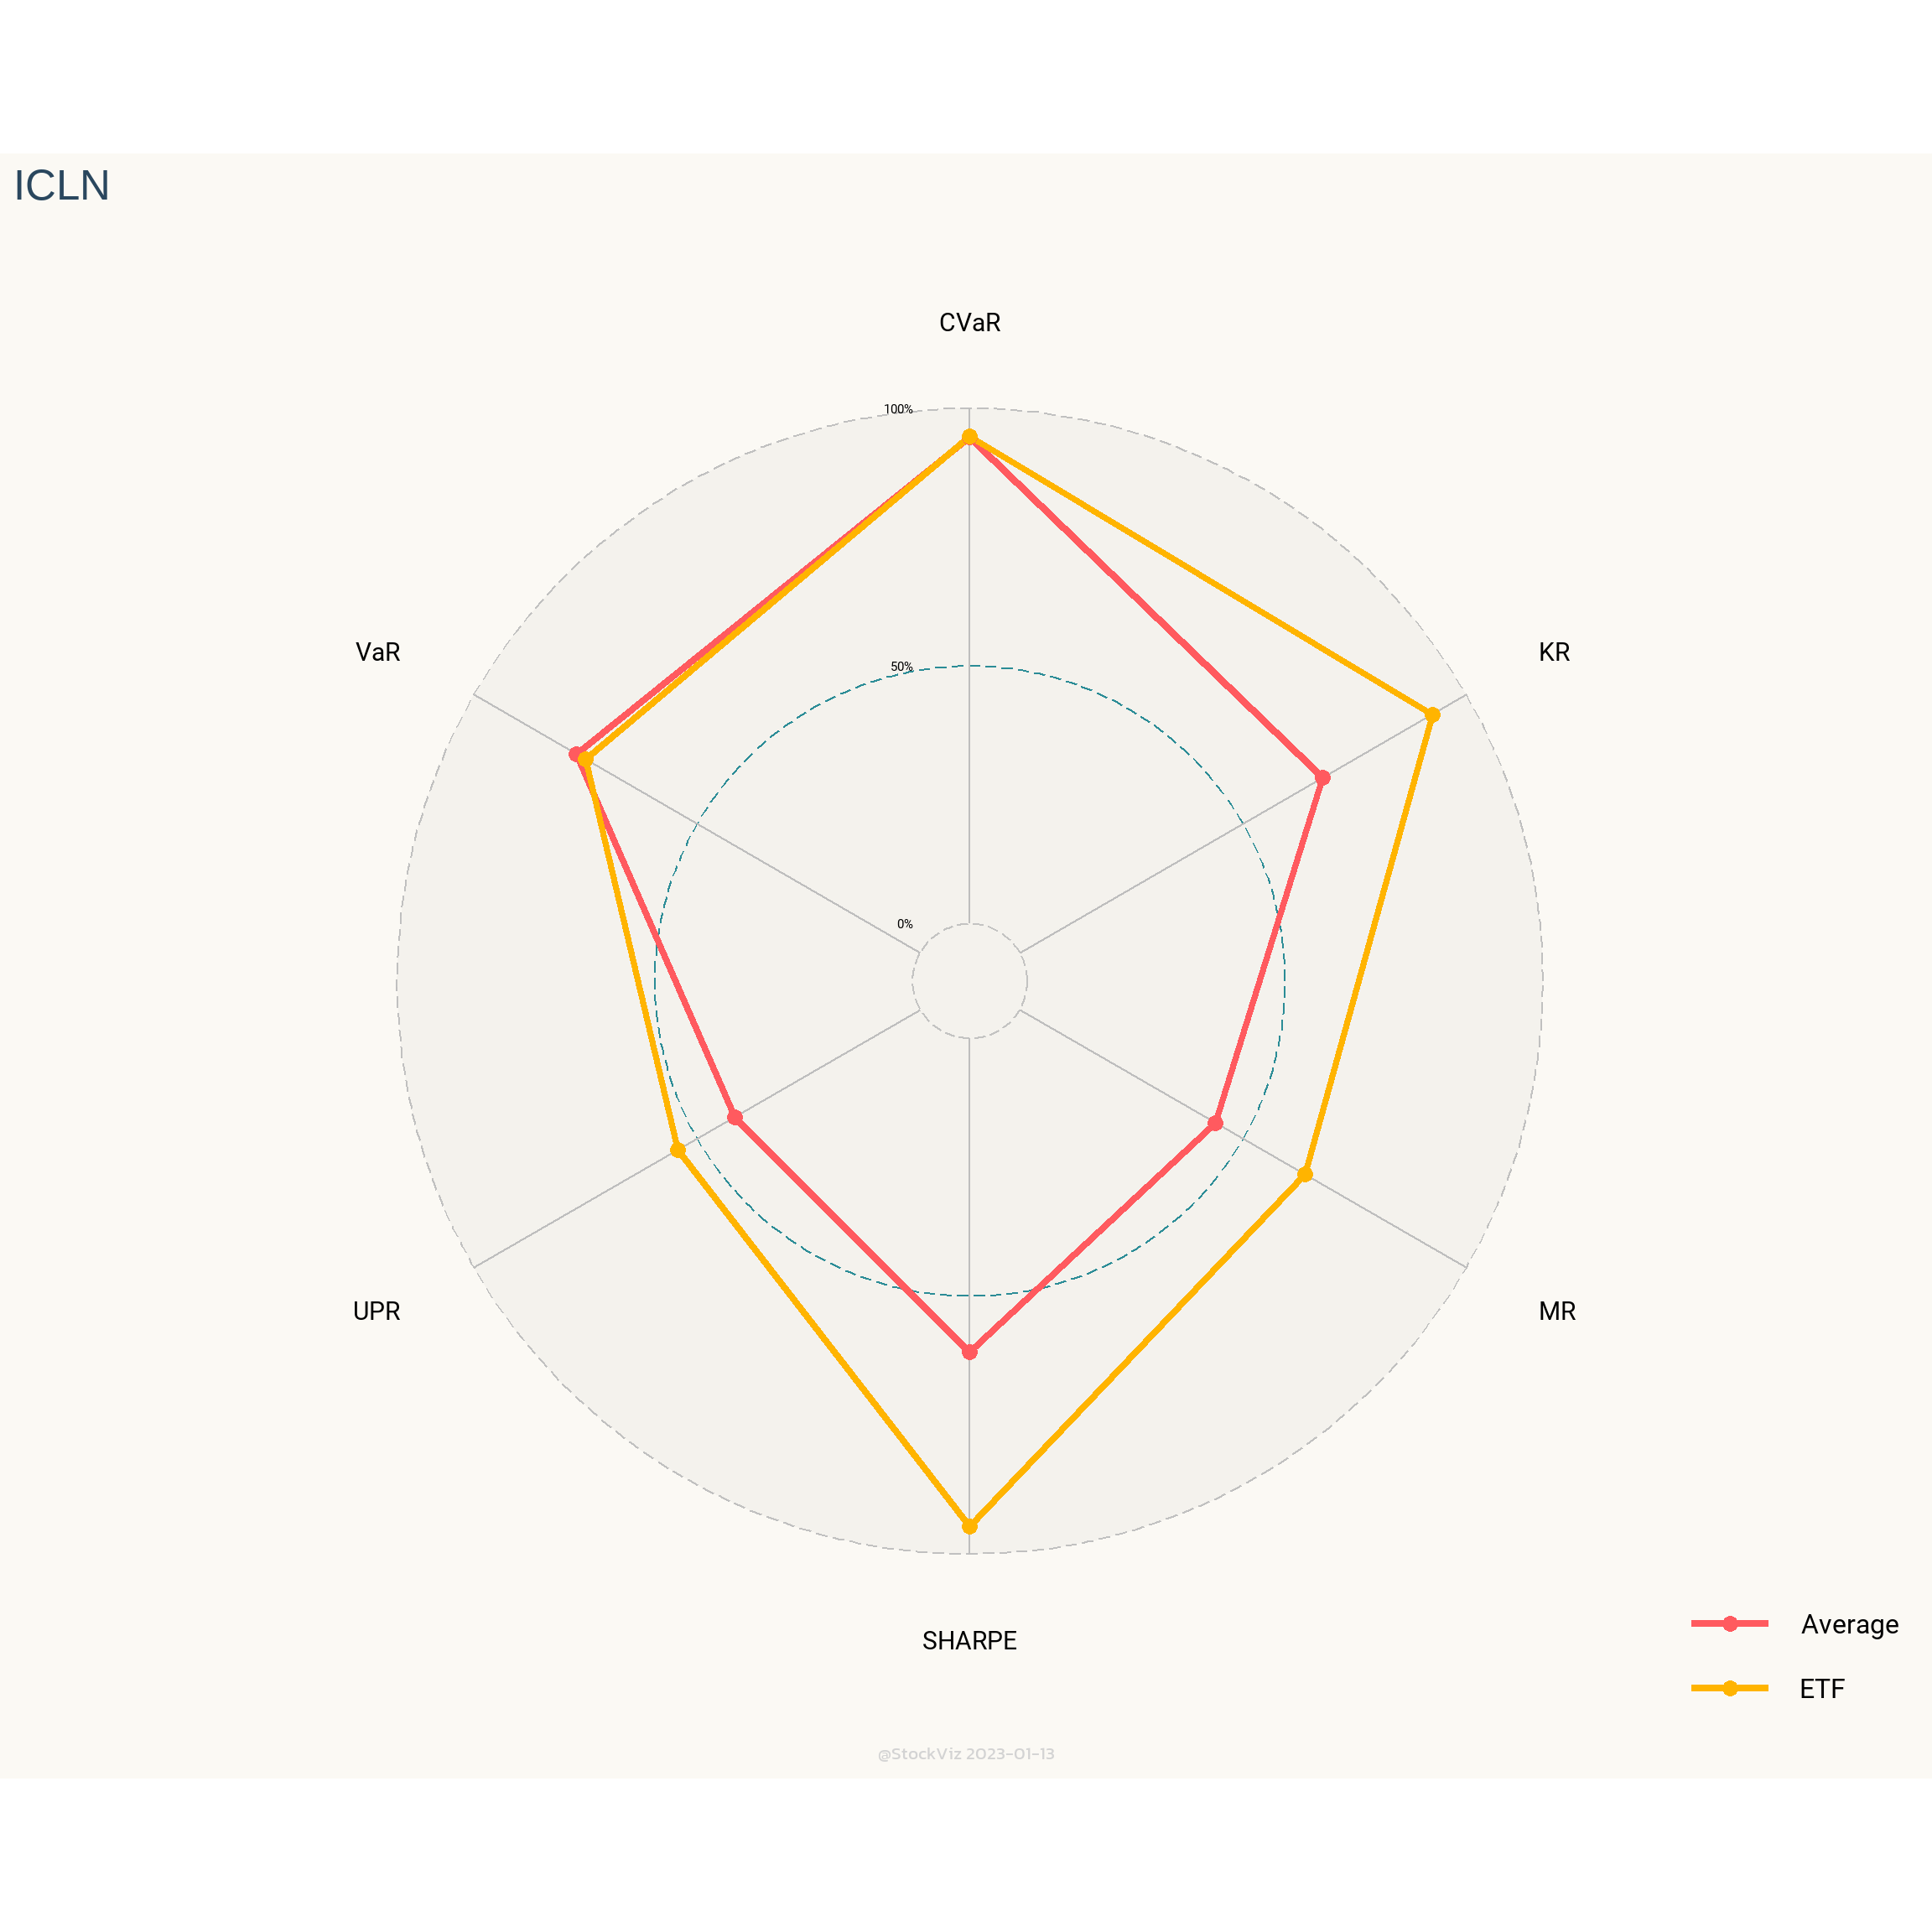 ICLN
CVaR
100%
VaR
KR
50%
0%
UPR
MR
SHARPE
Average
ETF
@StockViz 2023-01-13